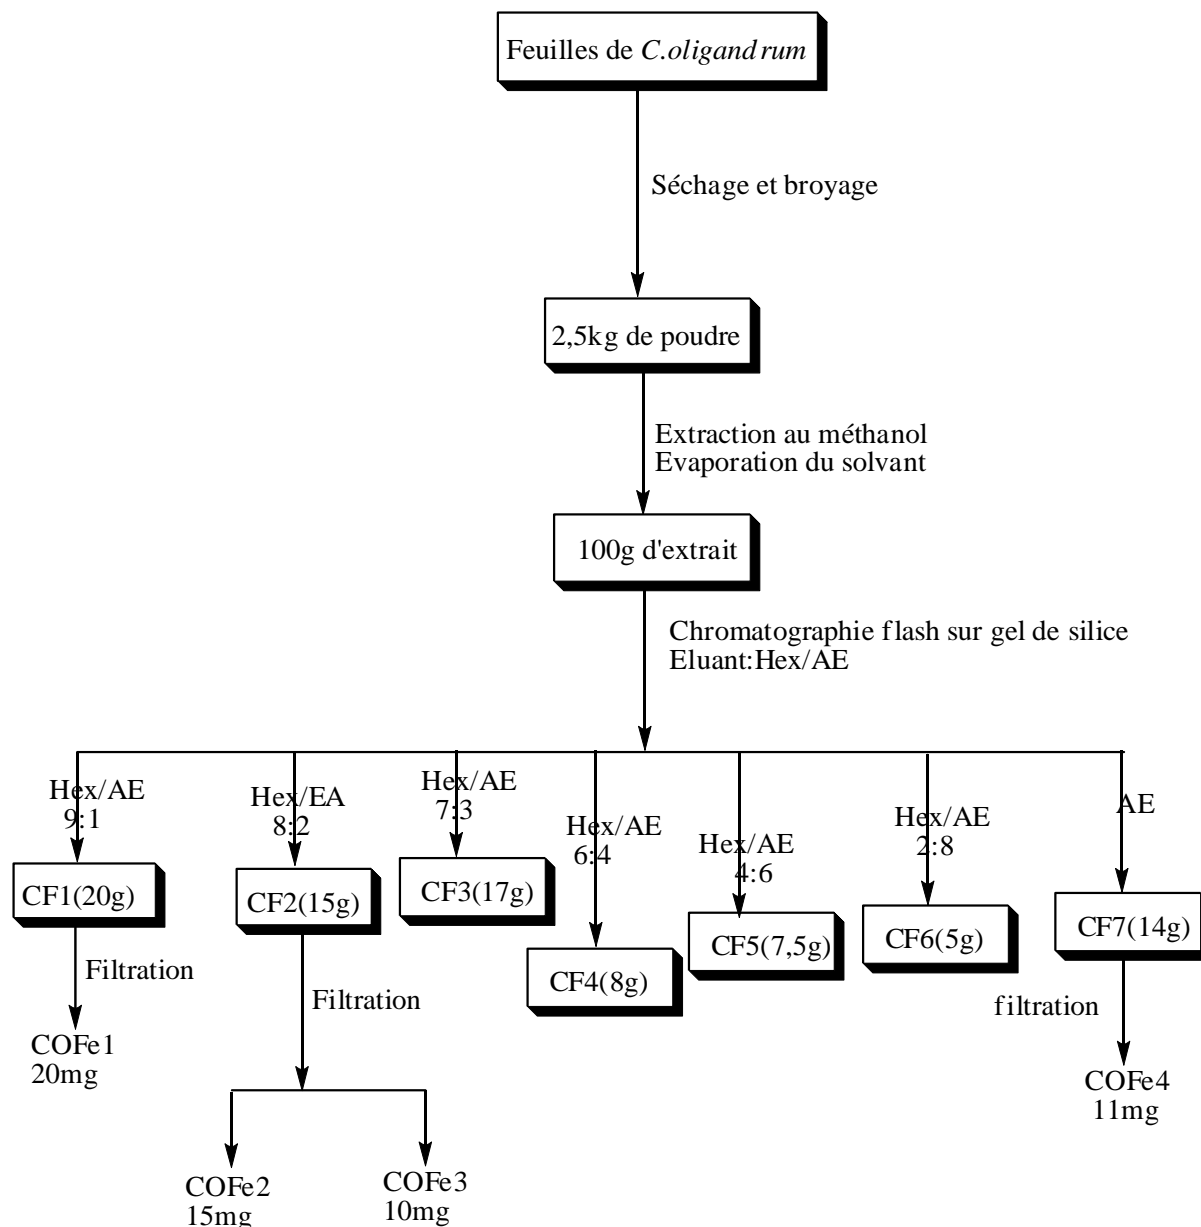 Feuilles de C.oligandrum
Séchage et broyage
2,5kg de poudre
Extraction au méthanol
Evaporation du solvant
100g d'extrait
Chromatographie flash sur gel de silice
Eluant:Hex/AE
Hex/AE
9:1
Hex/EA
8:2
Hex/AE
7:3
Hex/AE
6:4
Hex/AE
4:6
Hex/AE
2:8
AE
CF1(20g)
CF2(15g)
CF3(17g)
CF4(8g)
CF5(7,5g)
CF6(5g)
CF7(14g)
Filtration
Filtration
filtration
COFe1
20mg
COFe2
15mg
COFe3
10mg
COFe4
11mg